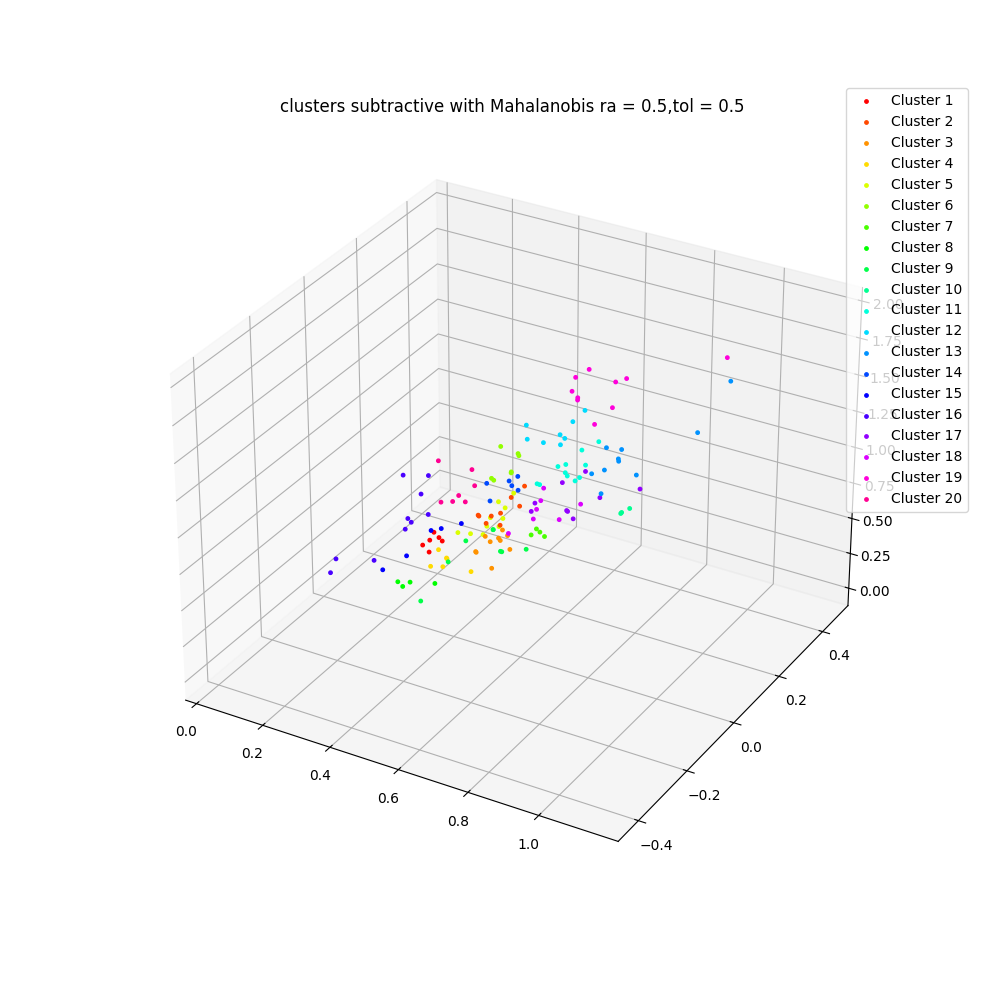 clusters subtractive with Mahalanobis ra = 0.5,tol = 0.5
Cluster 1
Cluster 2
Cluster 3
Cluster 4
Cluster 5
Cluster 6
Cluster 7
Cluster 8
Cluster 9
Cluster 10
Cluster 11
Cluster 12
Cluster 13
Cluster 14
Cluster 15
Cluster 16
Cluster 17
Cluster 18
Cluster 19
Cluster 20
2.00
1.75
1.50
1.25
1.00
0.75
0.50
0.25
0.00
0.4
0.2
0.0
−0.2
−0.4
0.0
0.2
0.4
0.6
0.8
1.0